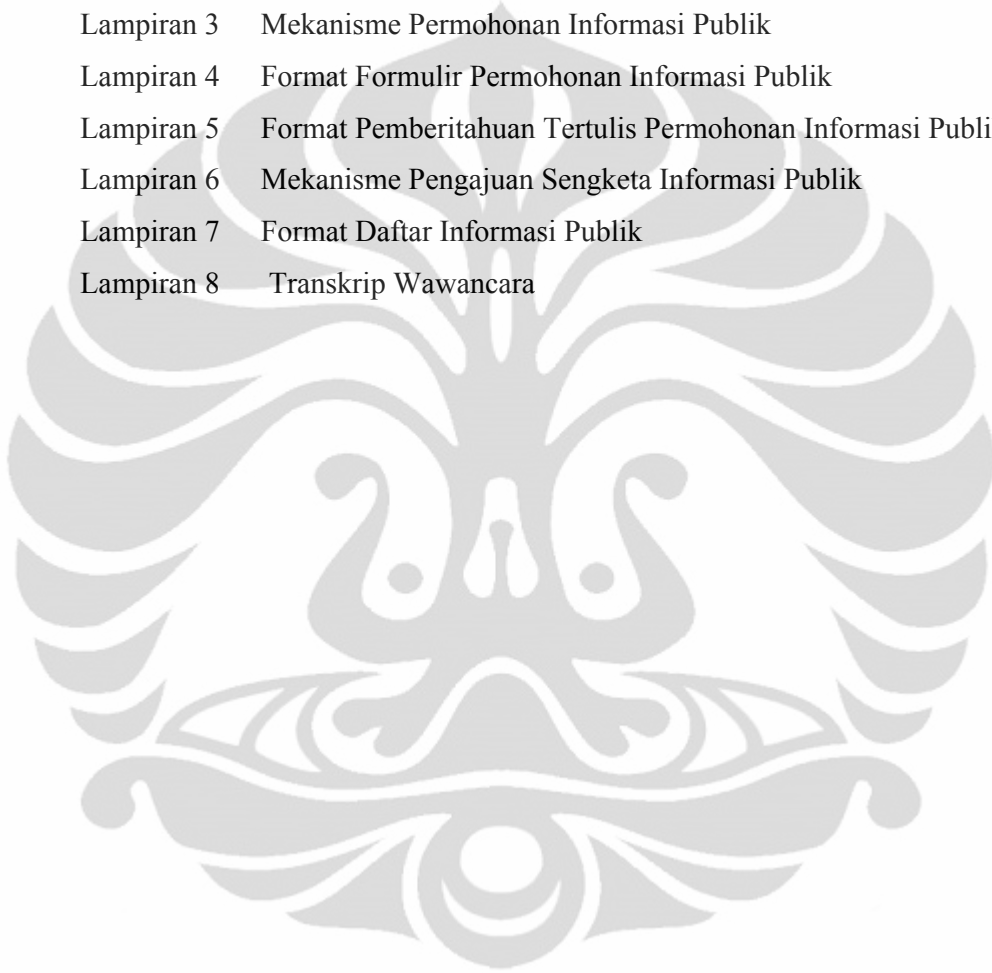 Lampiran 3 Mekanisme Permohonan Informasi Publik
Lampiran 4 Format Formulir Permohonan Informasi Publik
Lampiran 5 Format Pemberitahuan Tertulis Permohonan Informasi Publi
Lampiran 6 Mekanisme Pengajuan Sengketa Informasi Publik
Lampiran 7 Format Daftar Informasi Publik
Lampiran 8 Transkrip Wawancara